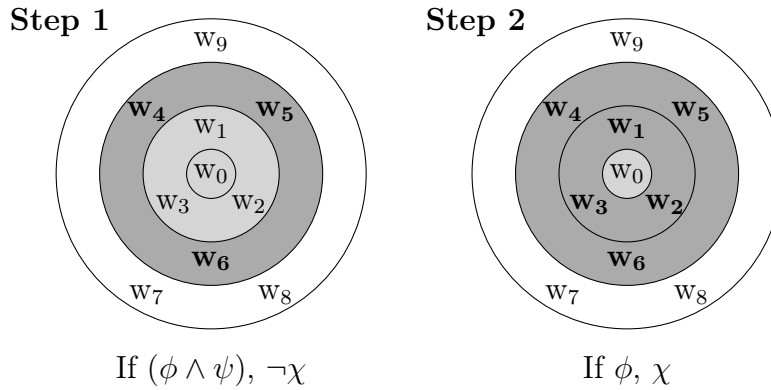 Step 1
w₉
w₄ w₅
w₁
w₀
w₃ w₂
w₆
w₇ w₈
If (ϕ ∧ ψ), ¬χ
Step 2
w₉
w₄ w₅
w₁
w₀
w₃ w₂
w₆
w₇ w₈
If ϕ, χ